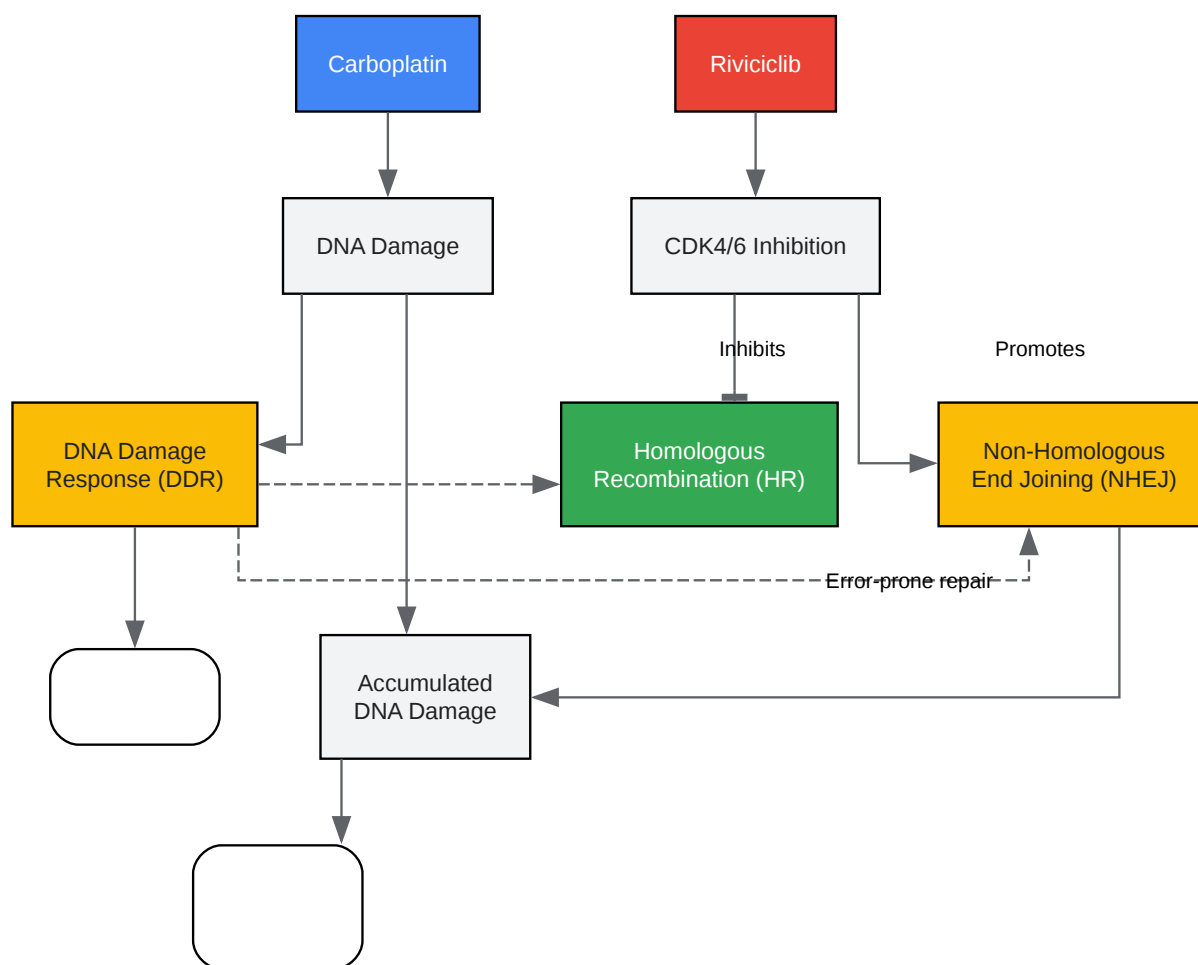 Carboplatin
Riviciclib
DNA Damage
CDK4/6 Inhibition
Inhibits
Promotes
DNA Damage
Response (DDR)
Homologous
Recombination (HR)
Non-Homologous
End Joining (NHEJ)
Error-prone repair
Accumulated
DNA Damage